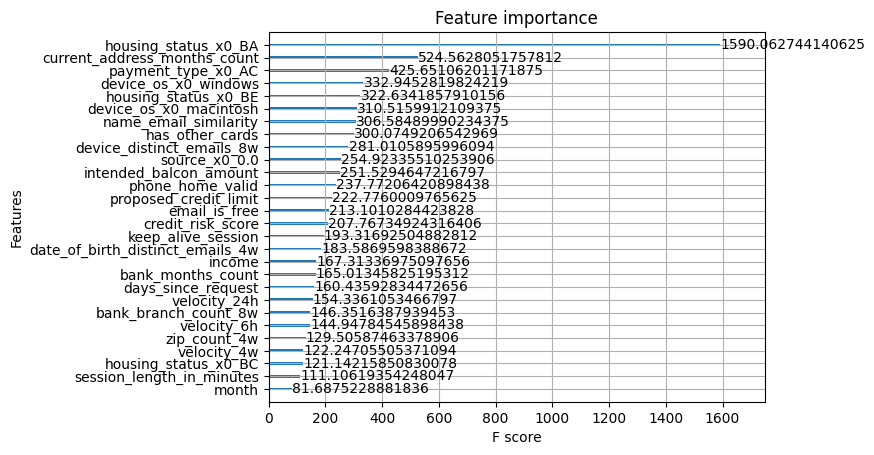 Feature importance
housing_status_x0_BA 1590.062744140625
current_address_months_count 524.5628051757812
payment_type_x0_AC 425.65106201171875
device_os_x0_windows 332.9452819824219
housing_status_x0_BE 322.6341857910156
device_os_x0_macintosh 310.5159912109375
name_email_similarity 306.58489990234375
has_other_cards 300.0749206542969
device_distinct_emails_8w 281.0105895996094
source_x0_0.0 254.92335510253906
intended_balcon_amount 251.5294647216797
phone_home_valid 237.77206420898438
proposed_credit_limit 222.7760009765625
email_is_free 213.1010284423828
credit_risk_score 207.76734924316406
keep_alive_session 193.31692504882812
date_of_birth_distinct_emails_4w 183.5869598388672
income 167.31336975097656
bank_months_count 165.01345825195312
days_since_request 160.43592834472656
velocity_24h 154.3361053466797
bank_branch_count_8w 146.3516387939453
velocity_6h 144.94784545898438
zip_count_4w 129.50587463378906
velocity_4w 122.24705505371094
housing_status_x0_BC 121.14215850830078
session_length_in_minutes 111.10619354248047
month 81.6875228881836
0 200 400 600 800 1000 1200 1400 1600
F score
Features